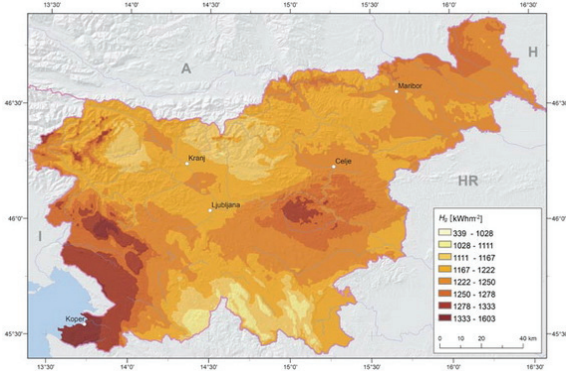 13°30' 14°0' 14°30' 15°0' 15°30' 16°0' 16°30'
A
H
46°30' 46°30'
Maribor
Kranj
Celje
HR
Ljubljana
46°0' 46°0'
I
H₀ [kWhm⁻²]
339 - 1028
1028 - 1111
1111 - 1167
1167 - 1222
1222 - 1250
1250 - 1278
1278 - 1333
1333 - 1603
Koper
45°30' 45°30'
0 10 20 40 km
13°30' 14°0' 14°30' 15°0' 15°30' 16°0' 16°30'